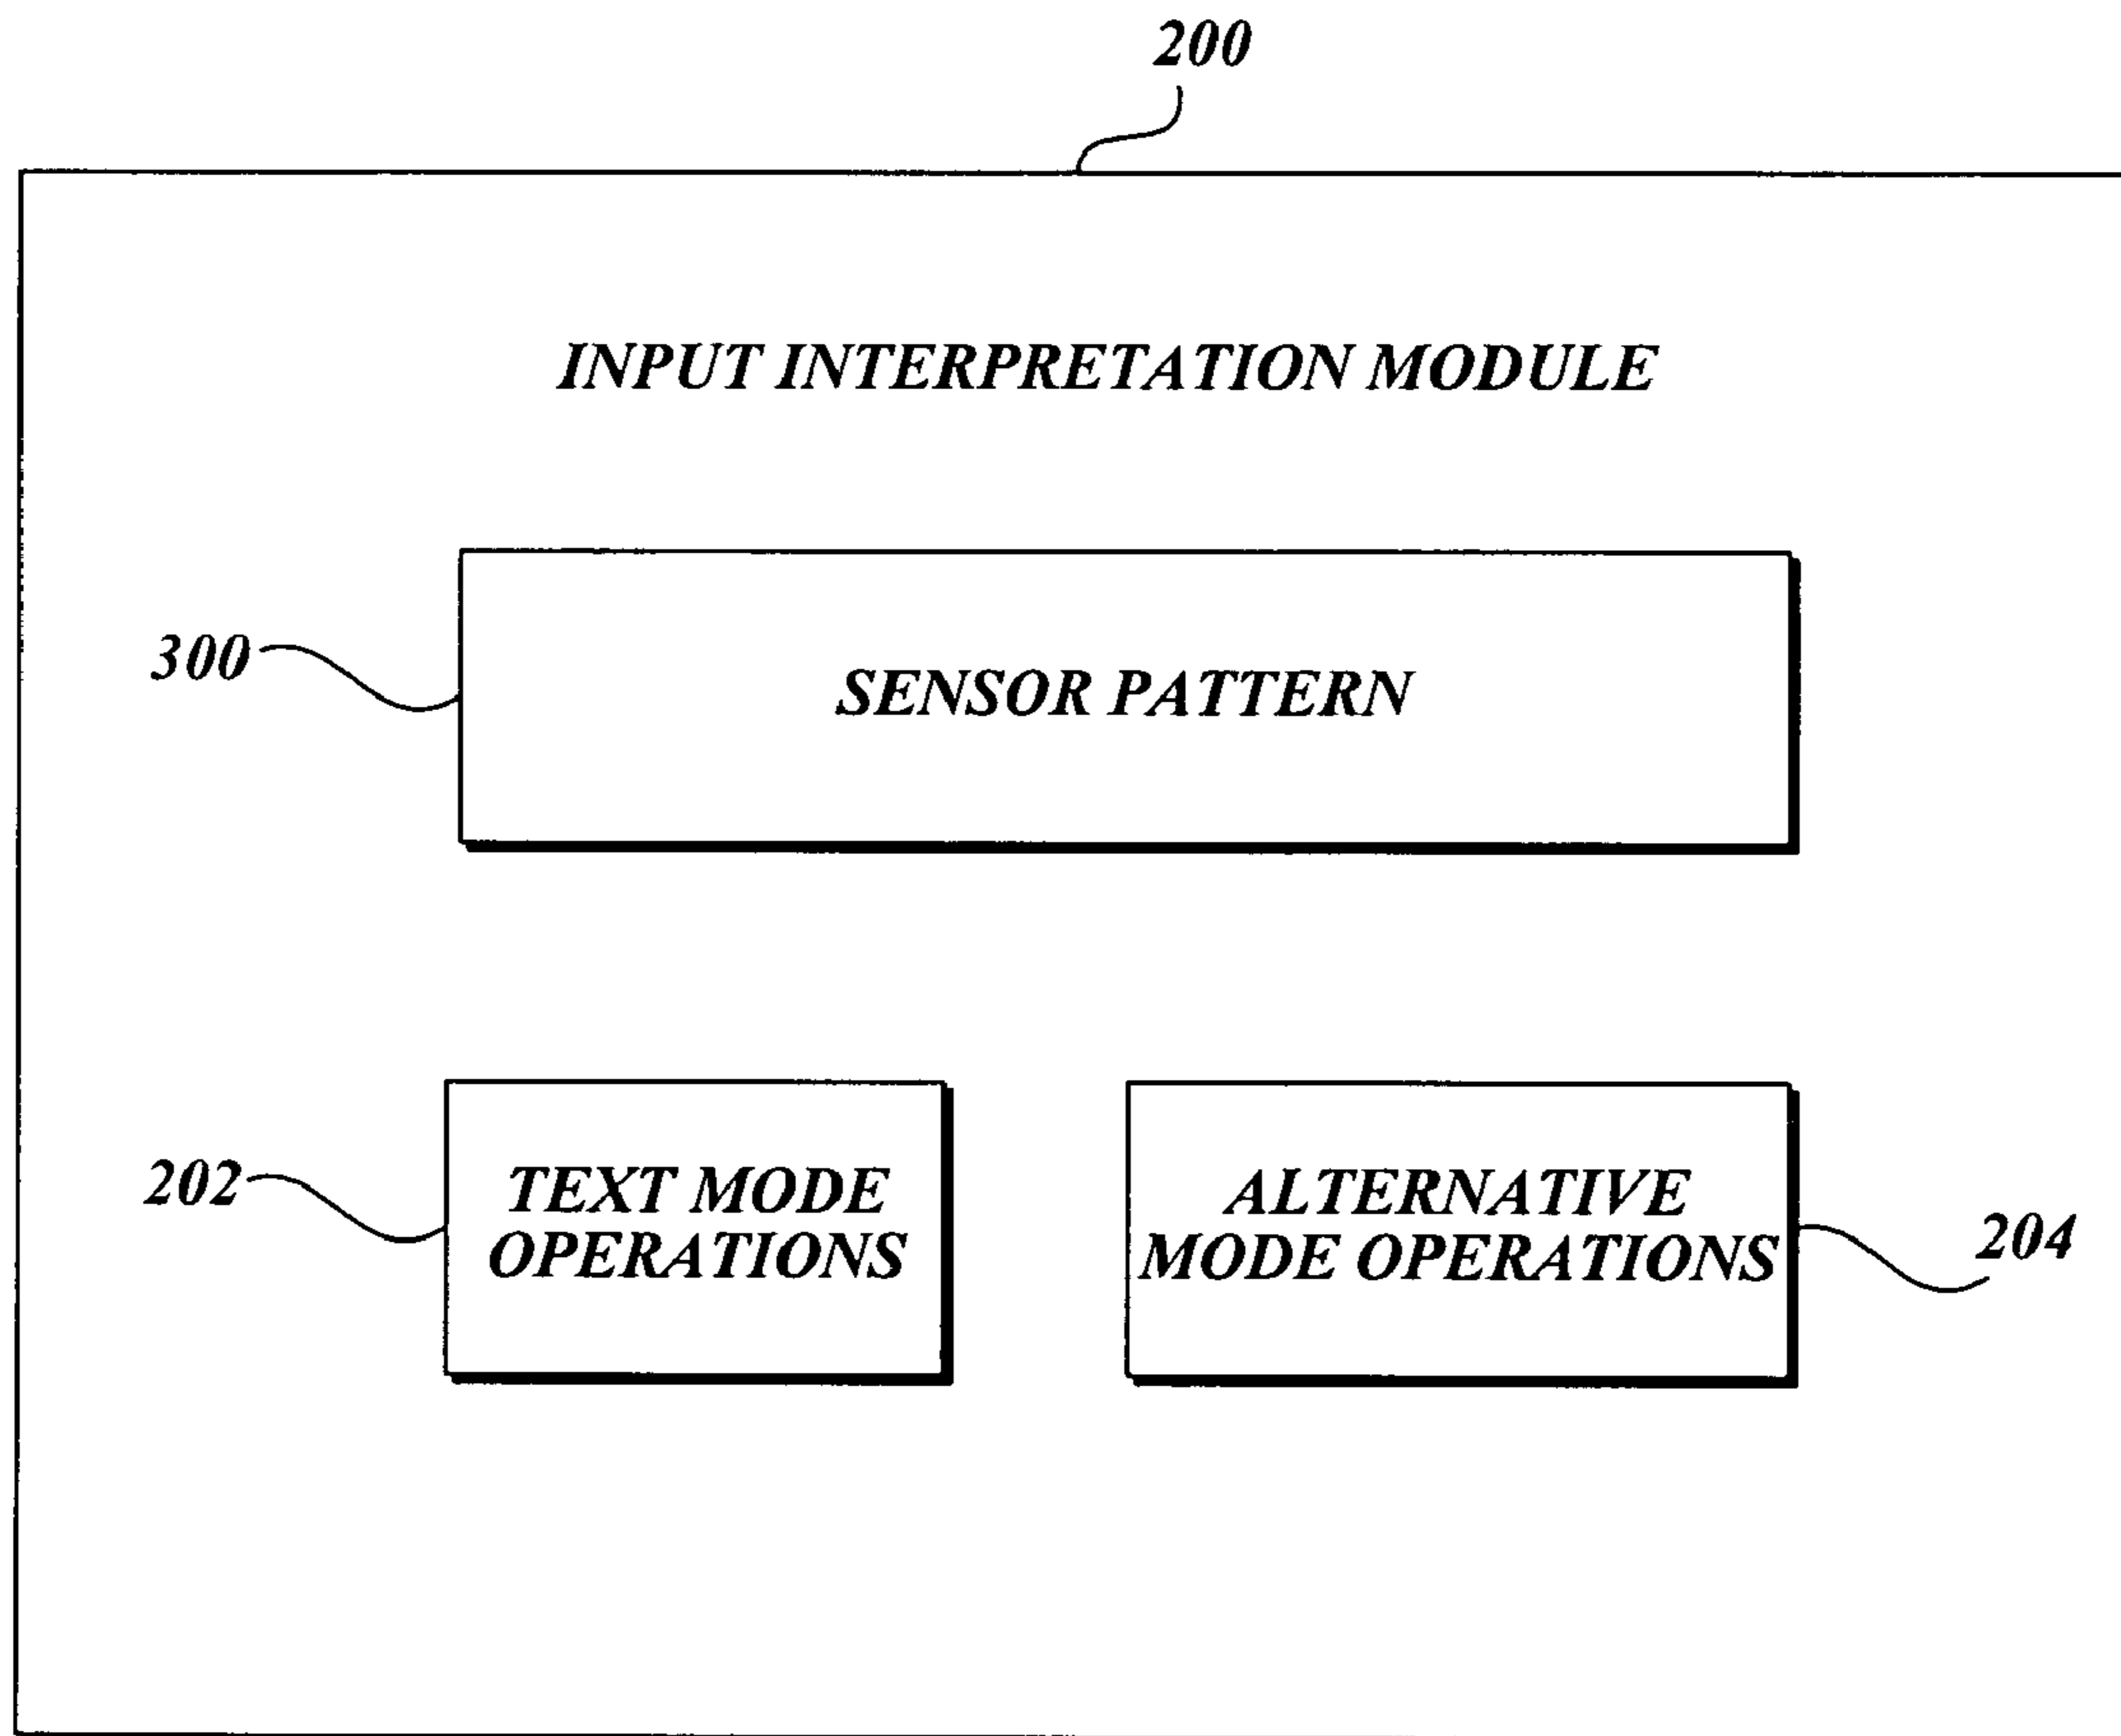 200
INPUT INTERPRETATION MODULE
300
SENSOR PATTERN
202
TEXT MODE
OPERATIONS
ALTERNATIVE
MODE OPERATIONS
204